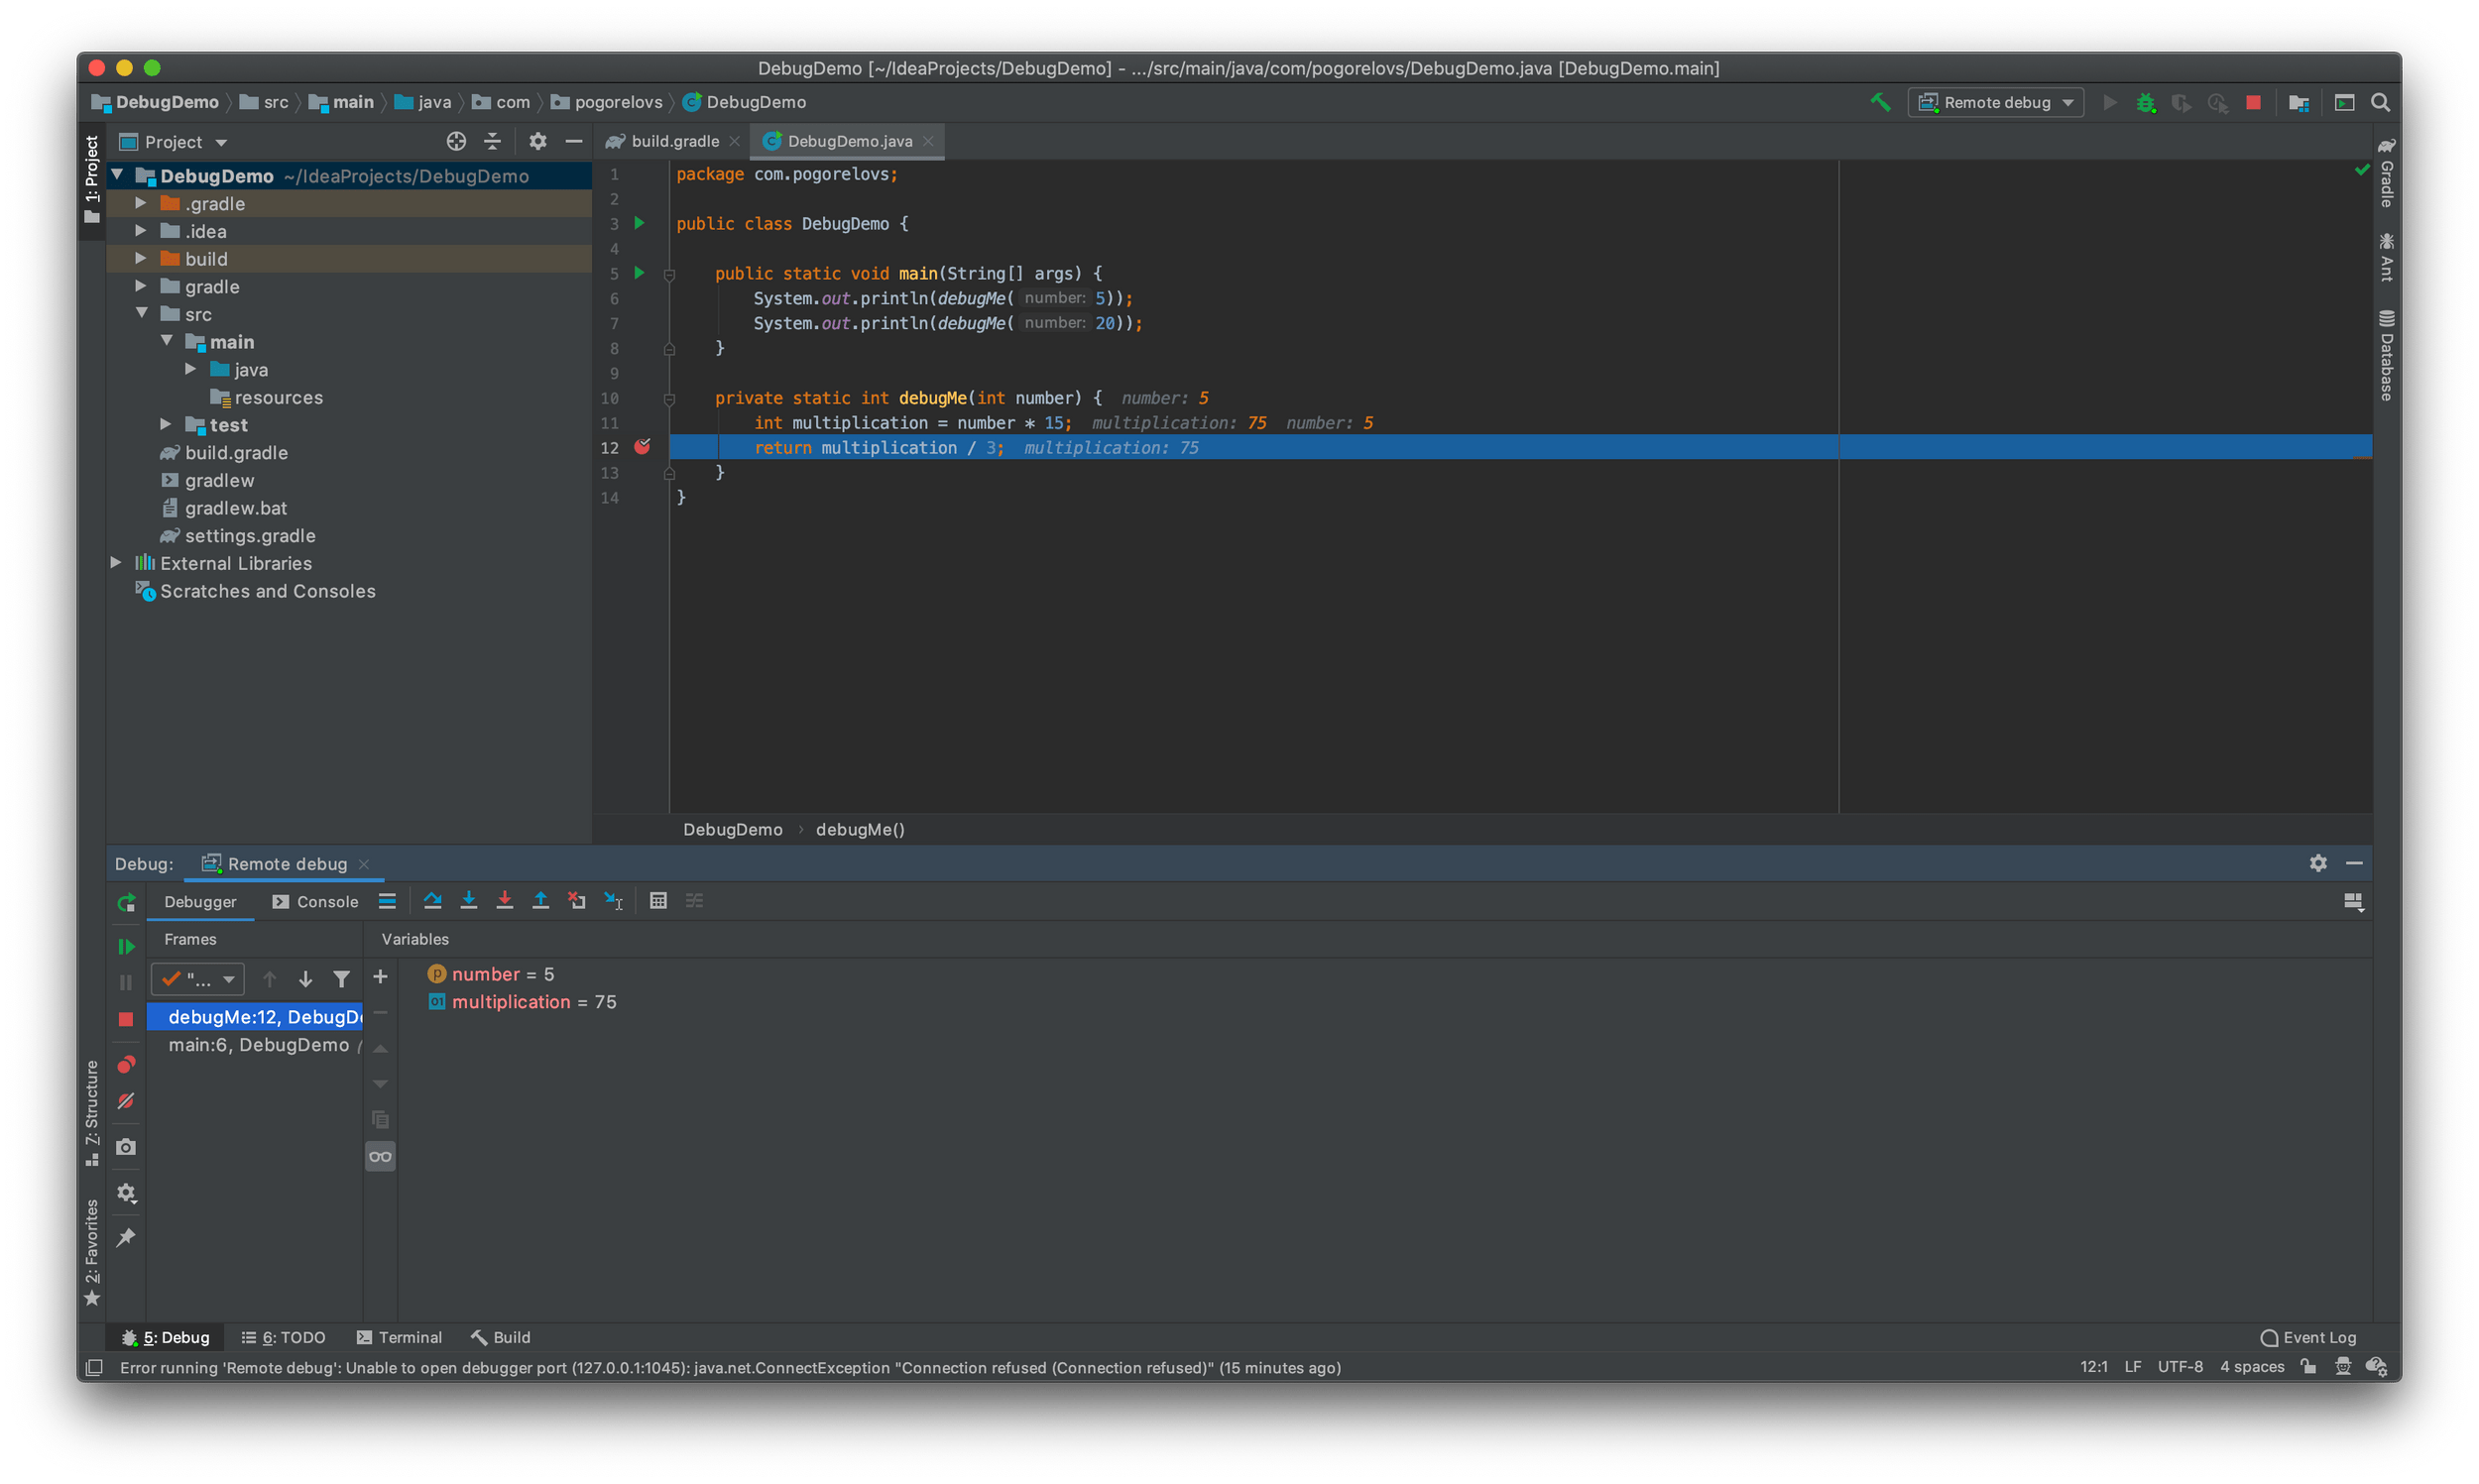 DebugDemo [~/IdeaProjects/DebugDemo] - .../src/main/java/com/pogorelovs/DebugDemo.java [DebugDemo.main]
DebugDemo src main java com pogorelovs DebugDemo
Remote debug
1: Project
Project
DebugDemo ~/IdeaProjects/DebugDemo
.gradle
.idea
build
gradle
src
main
java
resources
test
build.gradle
gradlew
gradlew.bat
settings.gradle
External Libraries
Scratches and Consoles
build.gradle DebugDemo.java
1 package com.pogorelovs;
2
3 public class DebugDemo {
4
5 public static void main(String[] args) {
6 System.out.println(debugMe( number: 5));
7 System.out.println(debugMe( number: 20));
8 }
9
10 private static int debugMe(int number) { number: 5
11 int multiplication = number * 15; multiplication: 75 number: 5
12 return multiplication / 3; multiplication: 75
13 }
14 }
DebugDemo › debugMe()
Gradle
Ant
Database
Debug: Remote debug
Debugger Console
Frames
Variables
"...
debugMe:12, DebugDe
main:6, DebugDemo (
p number = 5
01 multiplication = 75
7: Structure
2: Favorites
5: Debug 6: TODO Terminal Build
Event Log
Error running 'Remote debug': Unable to open debugger port (127.0.0.1:1045): java.net.ConnectException "Connection refused (Connection refused)" (15 minutes ago)
12:1 LF UTF-8 4 spaces